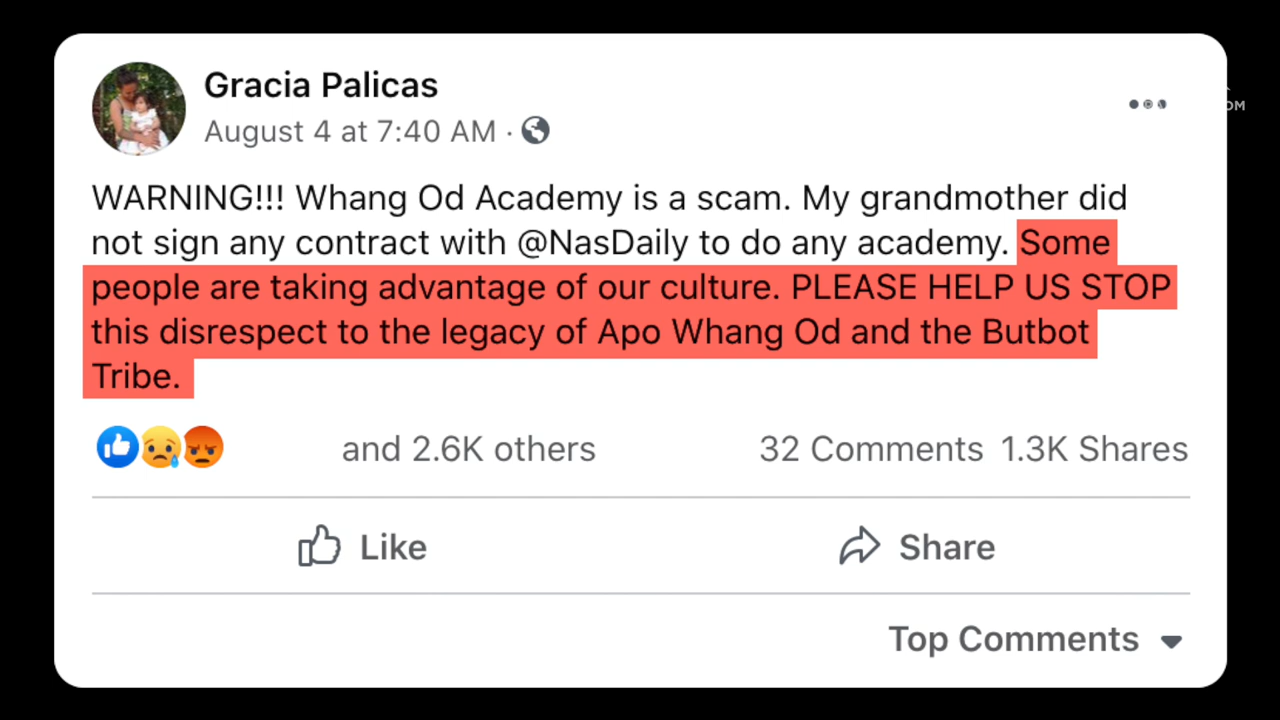 Gracia Palicas
August 4 at 7:40 AM ·
WARNING!!! Whang Od Academy is a scam. My grandmother did
not sign any contract with @NasDaily to do any academy. Some
people are taking advantage of our culture. PLEASE HELP US STOP
this disrespect to the legacy of Apo Whang Od and the Butbot
Tribe.
and 2.6K others
32 Comments 1.3K Shares
Like
Share
Top Comments